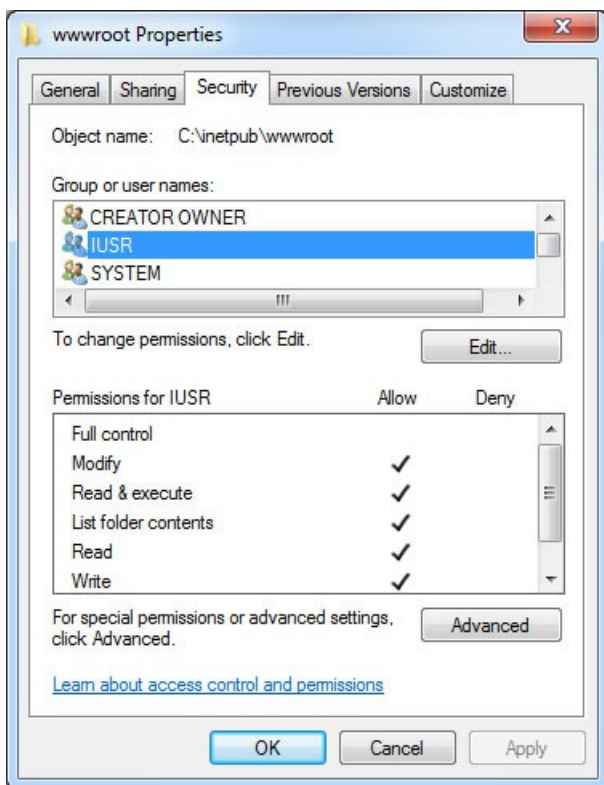 wwwroot Properties
General Sharing Security Previous Versions Customize
Object name: C:\inetpub\wwwroot
Group or user names:
CREATOR OWNER
IUSR
SYSTEM
To change permissions, click Edit.
Edit...
Permissions for IUSR Allow Deny
Full control
Modify
Read & execute
List folder contents
Read
Write
For special permissions or advanced settings,
click Advanced.
Advanced
Learn about access control and permissions
OK Cancel Apply